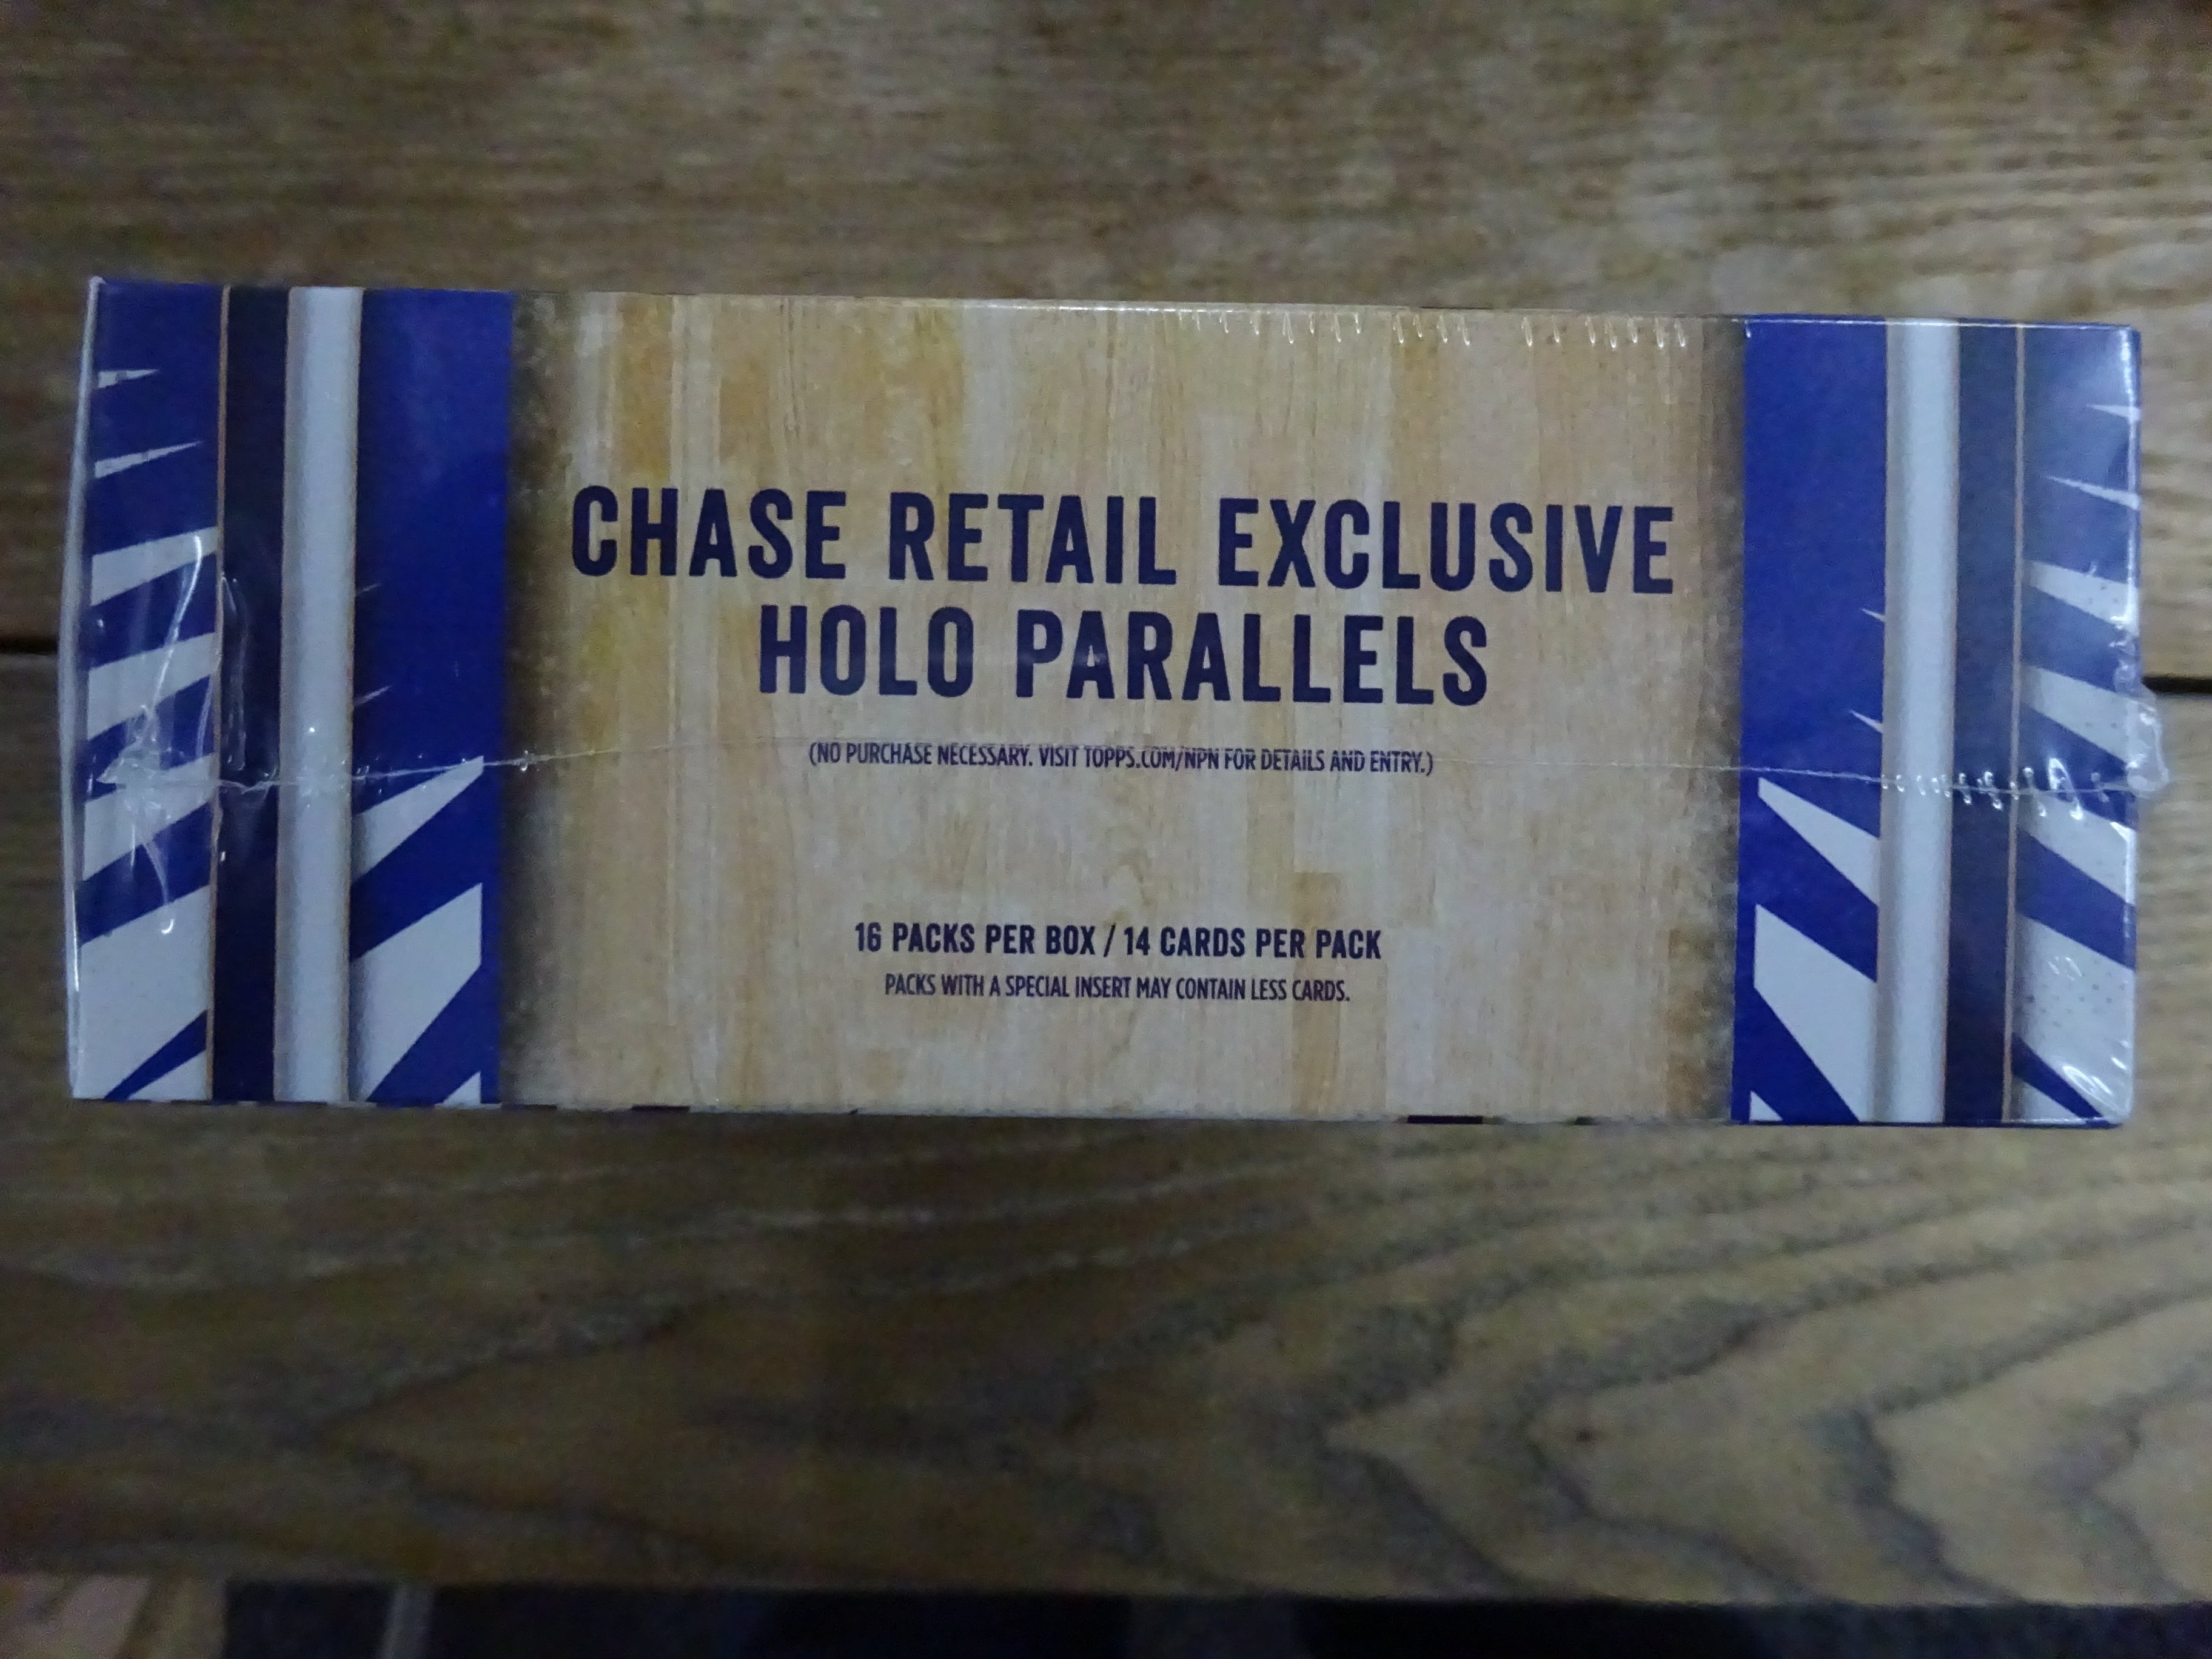 CHASE RETAIL EXCLUSIVE
HOLO PARALLELS
(NO PURCHASE NECESSARY. VISIT TOPPS.COM/NPN FOR DETAILS AND ENTRY.)
16 PACKS PER BOX / 14 CARDS PER PACK
PACKS WITH A SPECIAL INSERT MAY CONTAIN LESS CARDS.